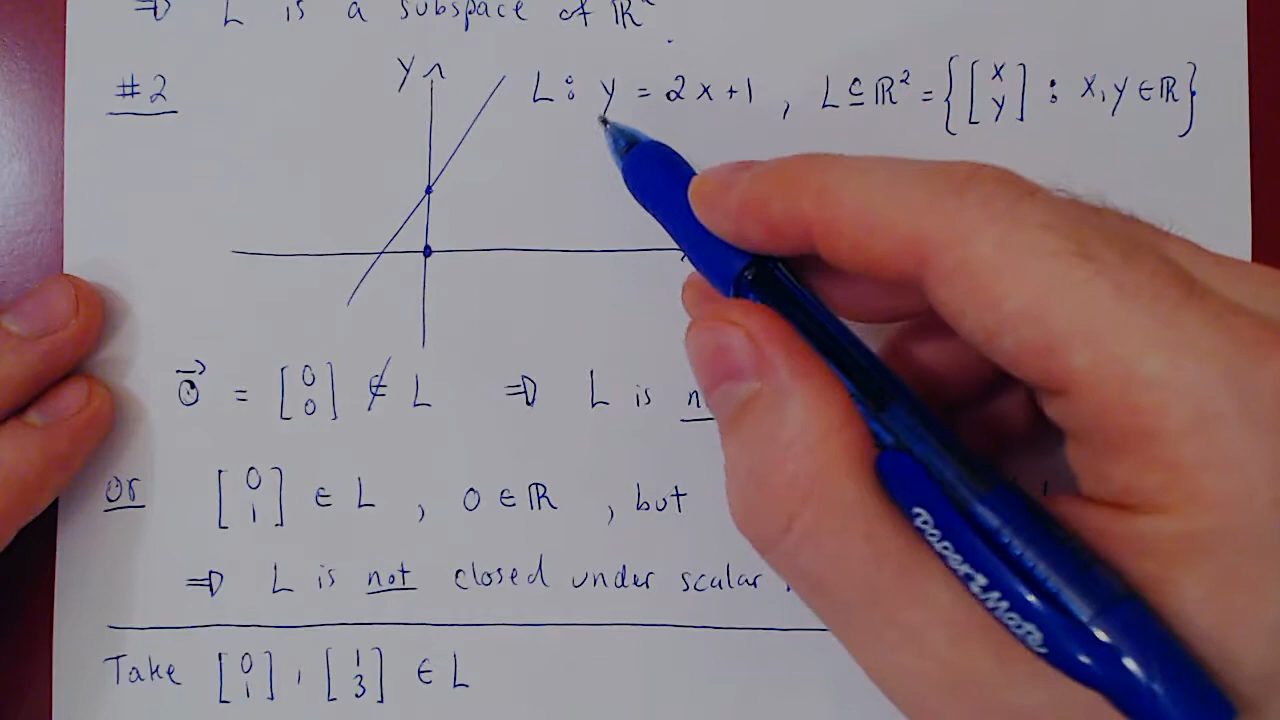 ⇒ L is a subspace of ℝ².
#2
y L : y = 2x+1 , L ⊆ ℝ² = { [x y] : x, y ∈ ℝ }
0⃗ = [0 0] ∉ L ⇒ L is
or [0 1] ∈ L , 0 ∈ ℝ , but
⇒ L is not closed under scalar
Take [0 1] , [1 3] ∈ L
PaperMate